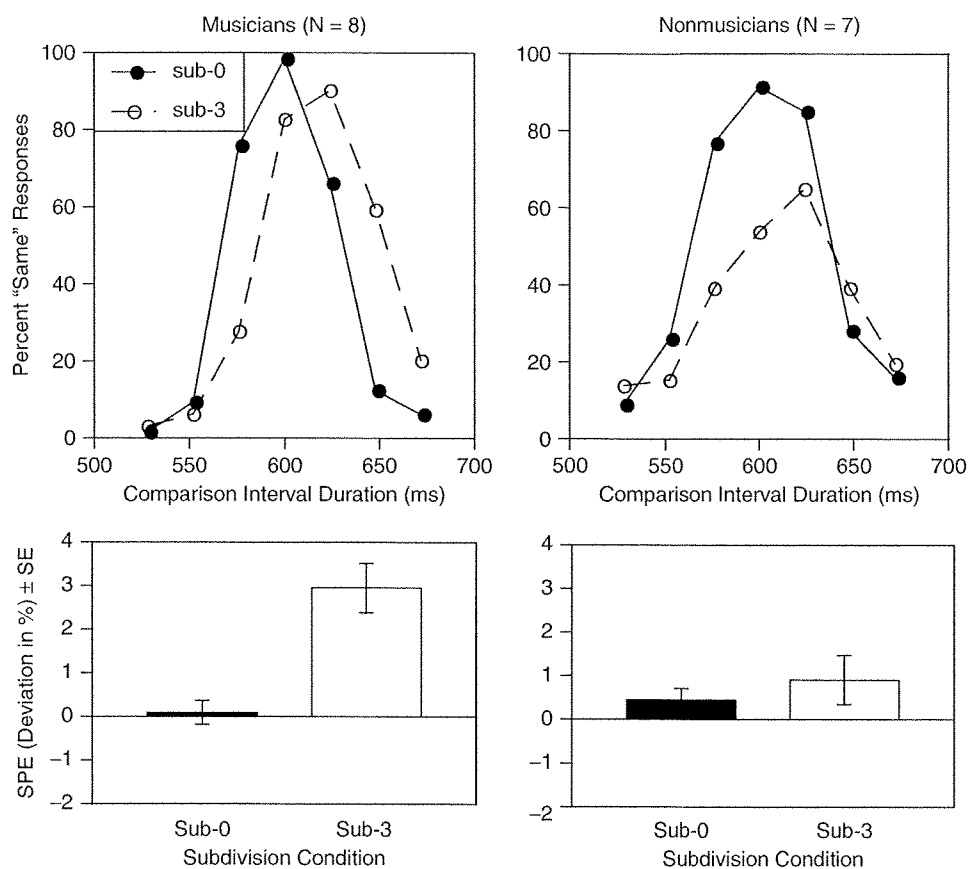 Musicians (N = 8)
Nonmusicians (N = 7)
Percent "Same" Responses
100
80
60
40
20
0
sub-0
sub-3
500
550
600
650
700
Comparison Interval Duration (ms)
100
80
60
40
20
0
500
550
600
650
700
Comparison Interval Duration (ms)
SPE (Deviation in %) ± SE
4
3
2
1
0
−1
−2
Sub-0
Sub-3
Subdivision Condition
4
3
2
1
0
−1
−2
Sub-0
Sub-3
Subdivision Condition